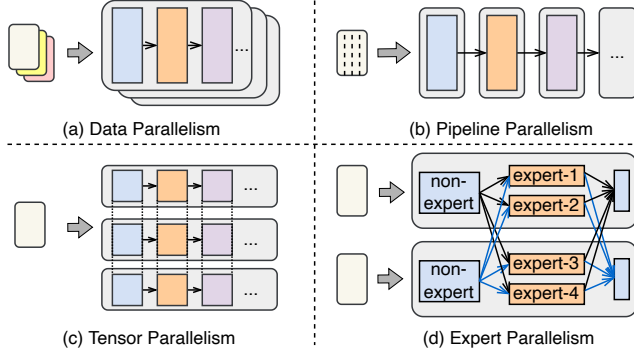 ...
...
(a) Data Parallelism
(b) Pipeline Parallelism
...
...
...
(c) Tensor Parallelism
non-
expert
expert-1
expert-2
non-
expert
expert-3
expert-4
(d) Expert Parallelism